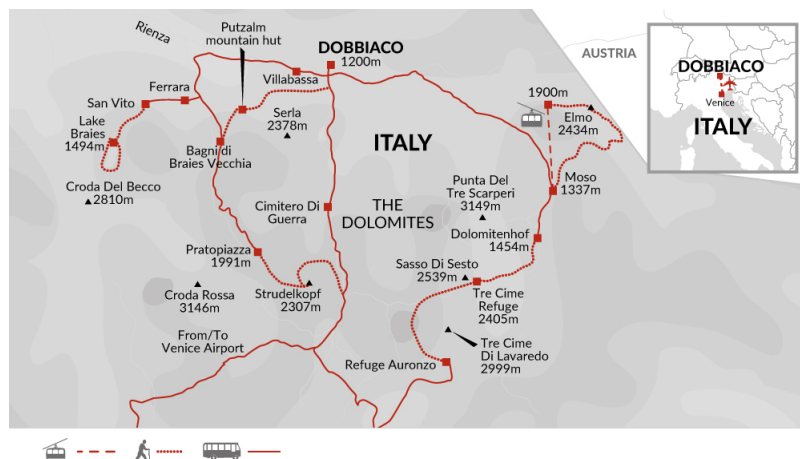 Rienza
Putzalm
mountain hut
DOBBIACO
1200m
AUSTRIA
Villabassa
Ferrara
San Vito
Lake
Braies
1494m
Serla
2378m
Bagni di
Braies Vecchia
Croda Del Becco
2810m
ITALY
1900m
Elmo
2434m
Moso
1337m
Punta Del
Tre Scarperi
3149m
THE
DOLOMITES
Cimitero Di
Guerra
Dolomitenhof
1454m
Pratopiazza
1991m
Sasso Di Sesto
2539m
Croda Rossa
3146m
Strudelkopf
2307m
Tre Cime
Refuge
2405m
From/To
Venice Airport
Tre Cime
Di Lavaredo
2999m
Refuge Auronzo
DOBBIACO
Venice
ITALY